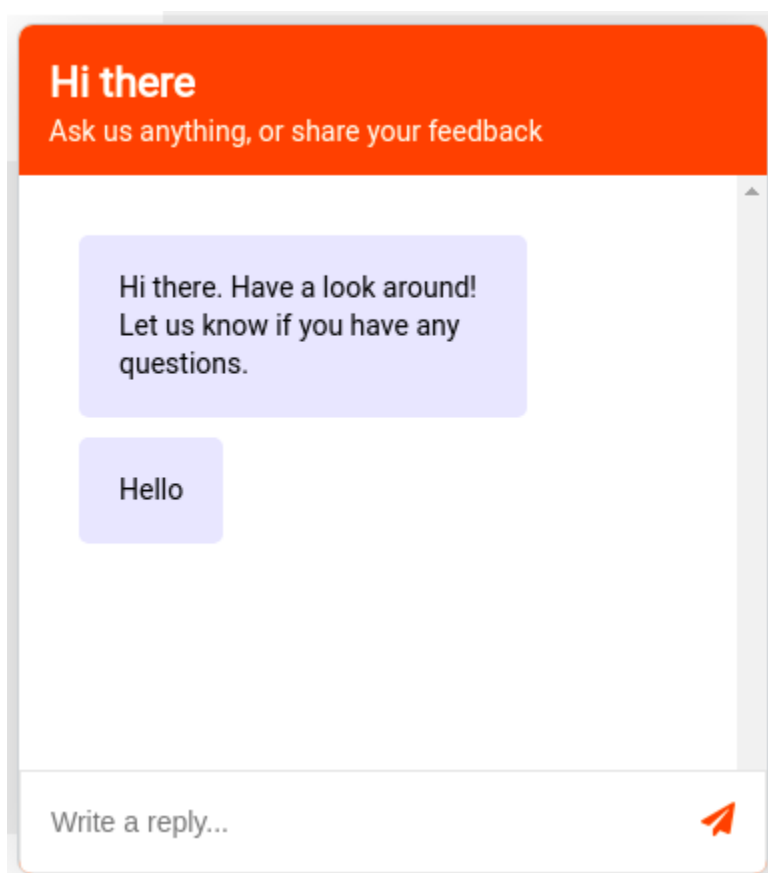 Hi there
Ask us anything, or share your feedback
Hi there. Have a look around!
Let us know if you have any
questions.
Hello
Write a reply...